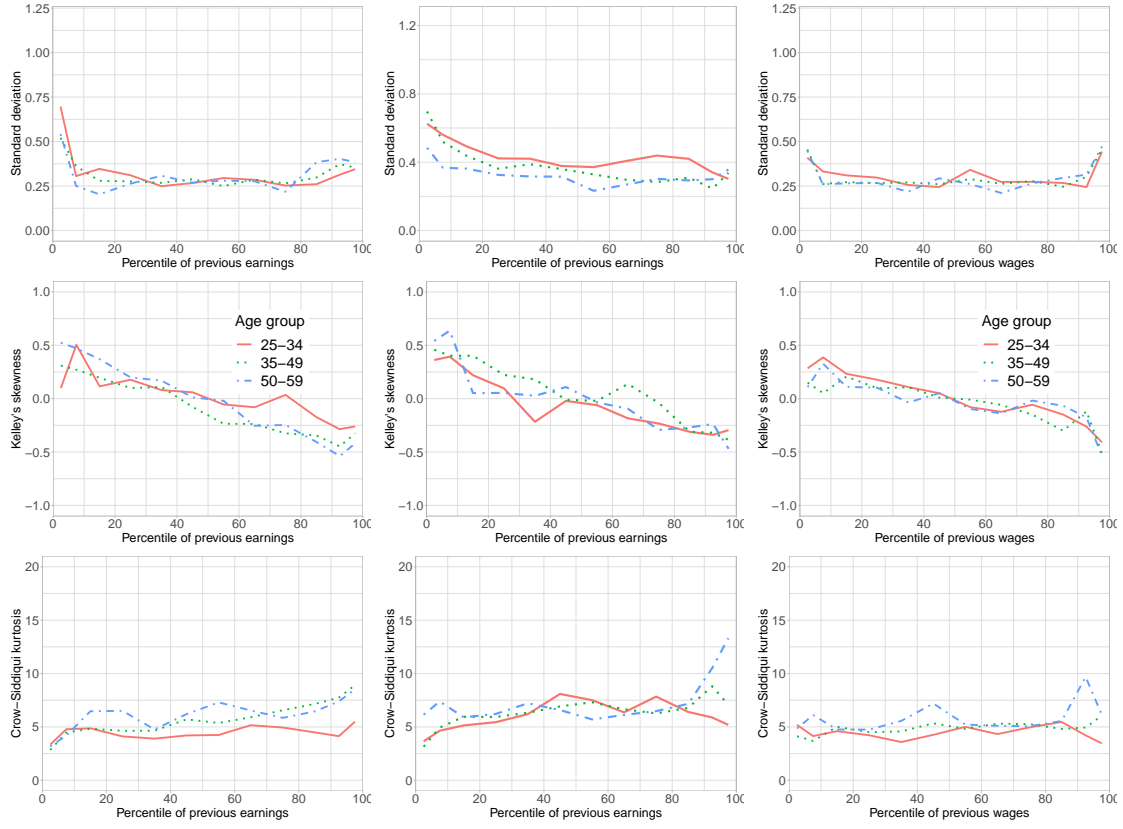 1.25
1.00
0.75
0.50
0.25
0.00
Standard deviation
0 20 40 60 80 100
Percentile of previous earnings
1.2
0.8
0.4
0.0
Standard deviation
0 20 40 60 80 100
Percentile of previous earnings
1.25
1.00
0.75
0.50
0.25
0.00
Standard deviation
0 20 40 60 80 100
Percentile of previous wages
1.0
0.5
0.0
−0.5
−1.0
Kelley's skewness
Age group
25−34
35−49
50−59
0 20 40 60 80 100
Percentile of previous earnings
1.0
0.5
0.0
−0.5
−1.0
Kelley's skewness
0 20 40 60 80 100
Percentile of previous earnings
1.0
0.5
0.0
−0.5
−1.0
Kelley's skewness
Age group
25−34
35−49
50−59
0 20 40 60 80 100
Percentile of previous wages
20
15
10
5
0
Crow−Siddiqui kurtosis
0 20 40 60 80 100
Percentile of previous earnings
20
15
10
5
0
Crow−Siddiqui kurtosis
0 20 40 60 80 100
Percentile of previous earnings
20
15
10
5
0
Crow−Siddiqui kurtosis
0 20 40 60 80 100
Percentile of previous wages